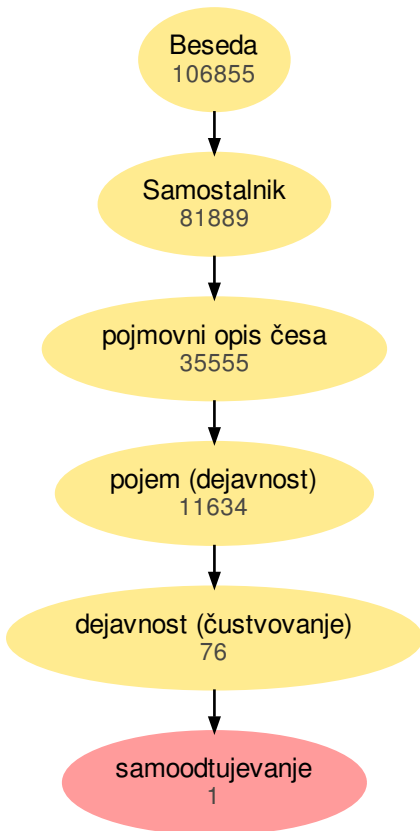 Beseda
106855
Samostalnik
81889
pojmovni opis česa
35555
pojem (dejavnost)
11634
dejavnost (čustvovanje)
76
samoodtujevanje
1